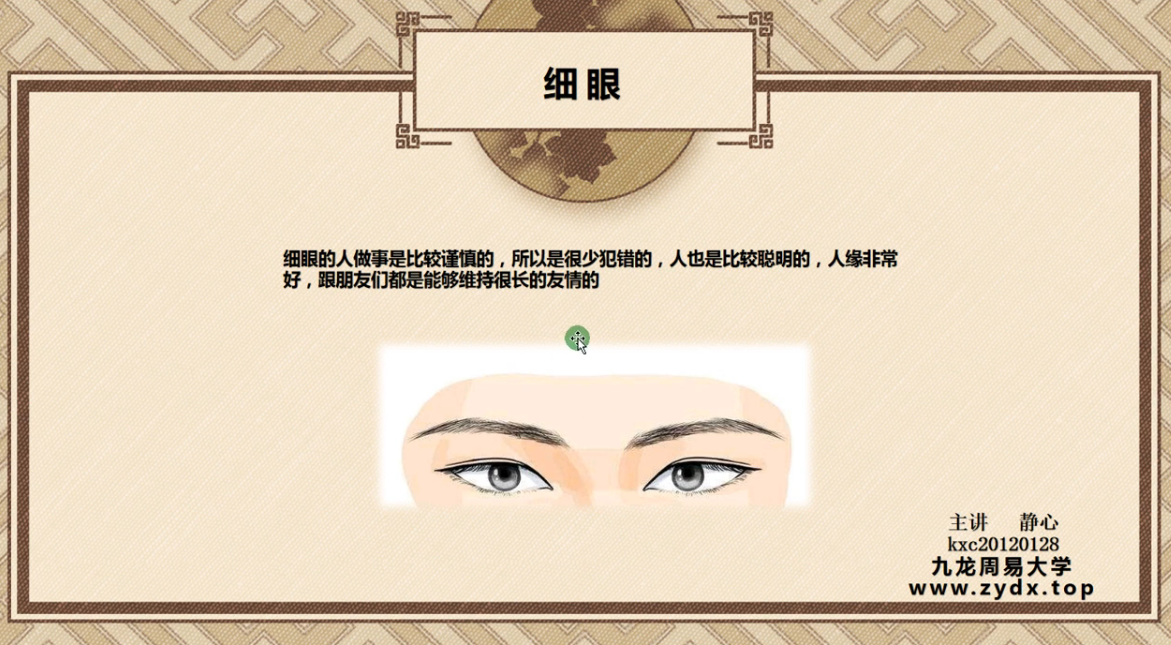 细眼
细眼的人做事是比较谨慎的，所以是很少犯错的，人也是比较聪明的，人缘非常
好，跟朋友们都是能够维持很长的友情的
主讲 静心
kxc20120128
九龙周易大学
www.zydx.top